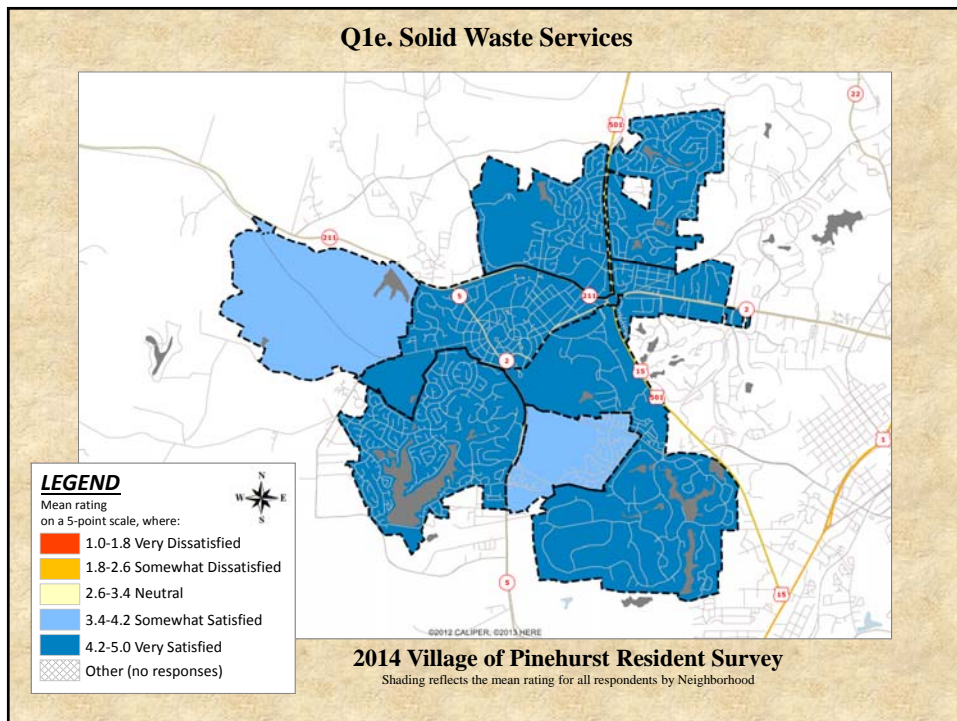 Q1e. Solid Waste Services
22
501
211
5
211
2
2
15
501
1
5
15
LEGEND
N
W E
S
Mean rating
on a 5-point scale, where:
1.0-1.8 Very Dissatisfied
1.8-2.6 Somewhat Dissatisfied
2.6-3.4 Neutral
3.4-4.2 Somewhat Satisfied
4.2-5.0 Very Satisfied
Other (no responses)
©2012 CALIPER, ©2013 HERE
2014 Village of Pinehurst Resident Survey
Shading reflects the mean rating for all respondents by Neighborhood